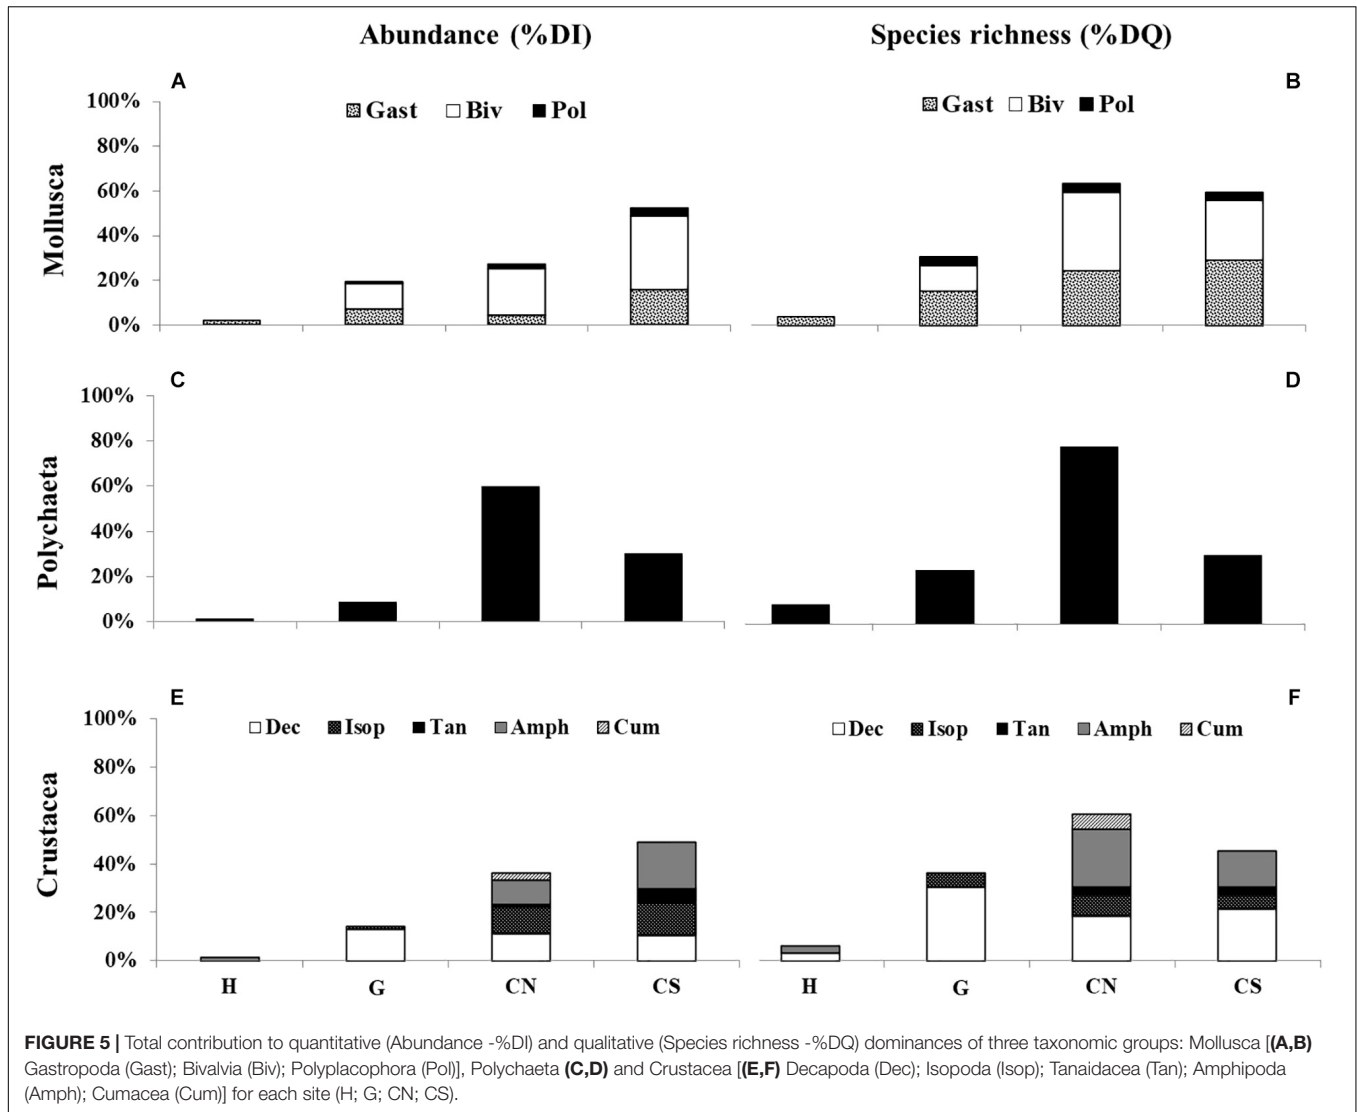 Abundance (%DI)
Species richness (%DQ)
A
B
Mollusca
100%
80%
60%
40%
20%
0%
Gast Biv Pol
Gast Biv Pol
C
D
Polychaeta
100%
80%
60%
40%
20%
0%
E
F
Crustacea
100%
80%
60%
40%
20%
0%
Dec Isop Tan Amph Cum
Dec Isop Tan Amph Cum
H G CN CS
H G CN CS
FIGURE 5 | Total contribution to quantitative (Abundance -%DI) and qualitative (Species richness -%DQ) dominances of three taxonomic groups: Mollusca [(A,B)
Gastropoda (Gast); Bivalvia (Biv); Polyplacophora (Pol)], Polychaeta (C,D) and Crustacea [(E,F) Decapoda (Dec); Isopoda (Isop); Tanaidacea (Tan); Amphipoda
(Amph); Cumacea (Cum)] for each site (H; G; CN; CS).